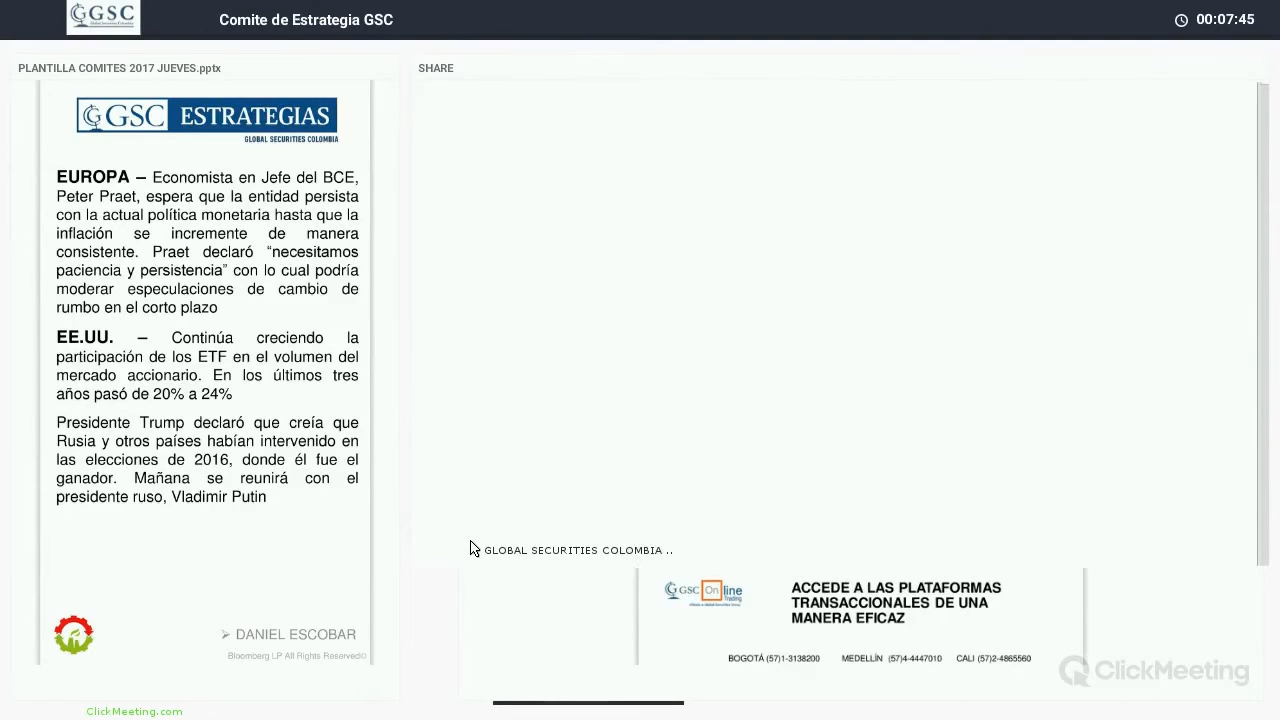 GSC
Global Securities Colombia
Comite de Estrategia GSC
00:07:45
PLANTILLA COMITES 2017 JUEVES.pptx
SHARE
GSC ESTRATEGIAS
GLOBAL SECURITIES COLOMBIA
EUROPA – Economista en Jefe del BCE,
Peter Praet, espera que la entidad persista
con la actual política monetaria hasta que la
inflación se incremente de manera
consistente. Praet declaró “necesitamos
paciencia y persistencia” con lo cual podría
moderar especulaciones de cambio de
rumbo en el corto plazo
EE.UU. – Continúa creciendo la
participación de los ETF en el volumen del
mercado accionario. En los últimos tres
años pasó de 20% a 24%
Presidente Trump declaró que creía que
Rusia y otros países habían intervenido en
las elecciones de 2016, donde él fue el
ganador. Mañana se reunirá con el
presidente ruso, Vladimir Putin
➢ DANIEL ESCOBAR
Bloomberg LP All Rights Reserved©
GLOBAL SECURITIES COLOMBIA ..
GSC Online
Trading
ACCEDE A LAS PLATAFORMAS
TRANSACCIONALES DE UNA
MANERA EFICAZ
BOGOTÁ (57)1-3138200 MEDELLÍN (57)4-4447010 CALI (57)2-4865560
ClickMeeting
ClickMeeting.com